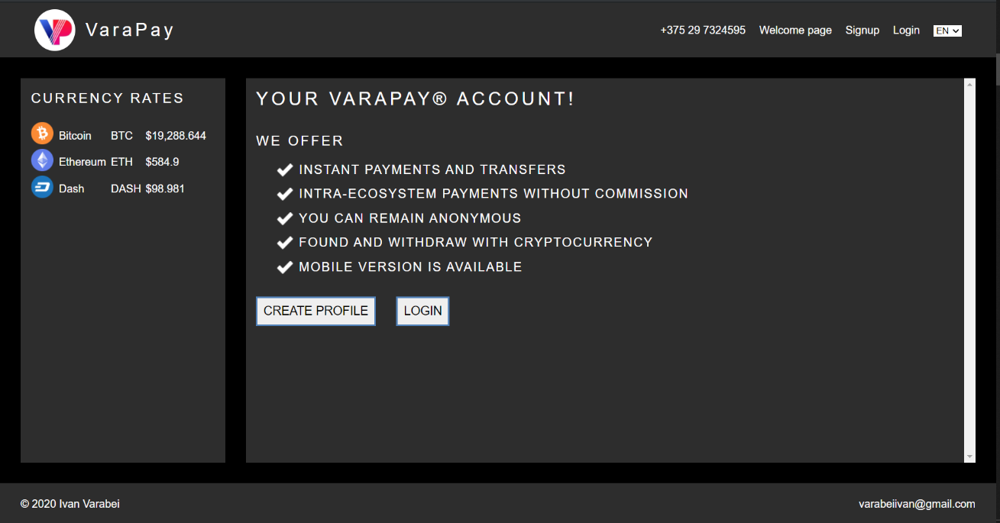 VP VaraPay
+375 29 7324595 Welcome page Signup Login EN
CURRENCY RATES
Bitcoin BTC $19,288.644
Ethereum ETH $584.9
Dash DASH $98.981
YOUR VARAPAY® ACCOUNT!
WE OFFER
INSTANT PAYMENTS AND TRANSFERS
INTRA-ECOSYSTEM PAYMENTS WITHOUT COMMISSION
YOU CAN REMAIN ANONYMOUS
FOUND AND WITHDRAW WITH CRYPTOCURRENCY
MOBILE VERSION IS AVAILABLE
CREATE PROFILE LOGIN
© 2020 Ivan Varabei
varabeiivan@gmail.com